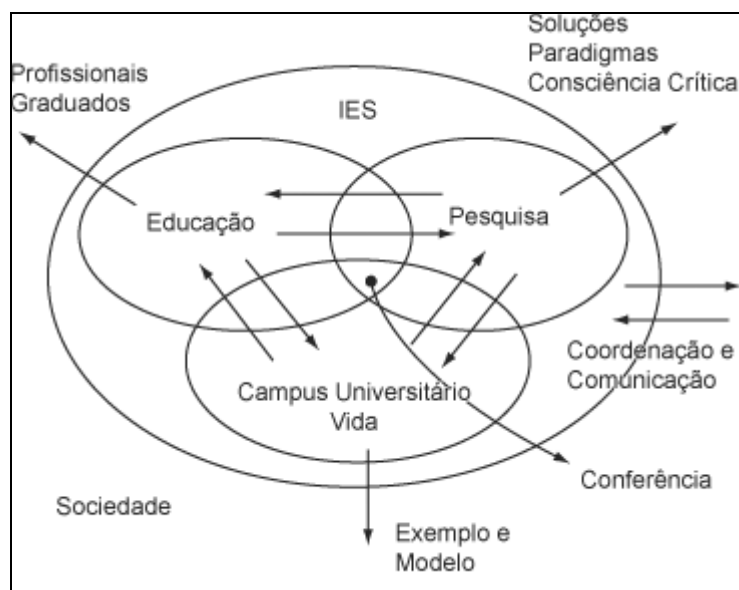 Soluções
Paradigmas
Consciência Crítica
Profissionais
Graduados
IES
Educação
Pesquisa
Coordenação e
Comunicação
Campus Universitário
Vida
Conferência
Sociedade
Exemplo e
Modelo